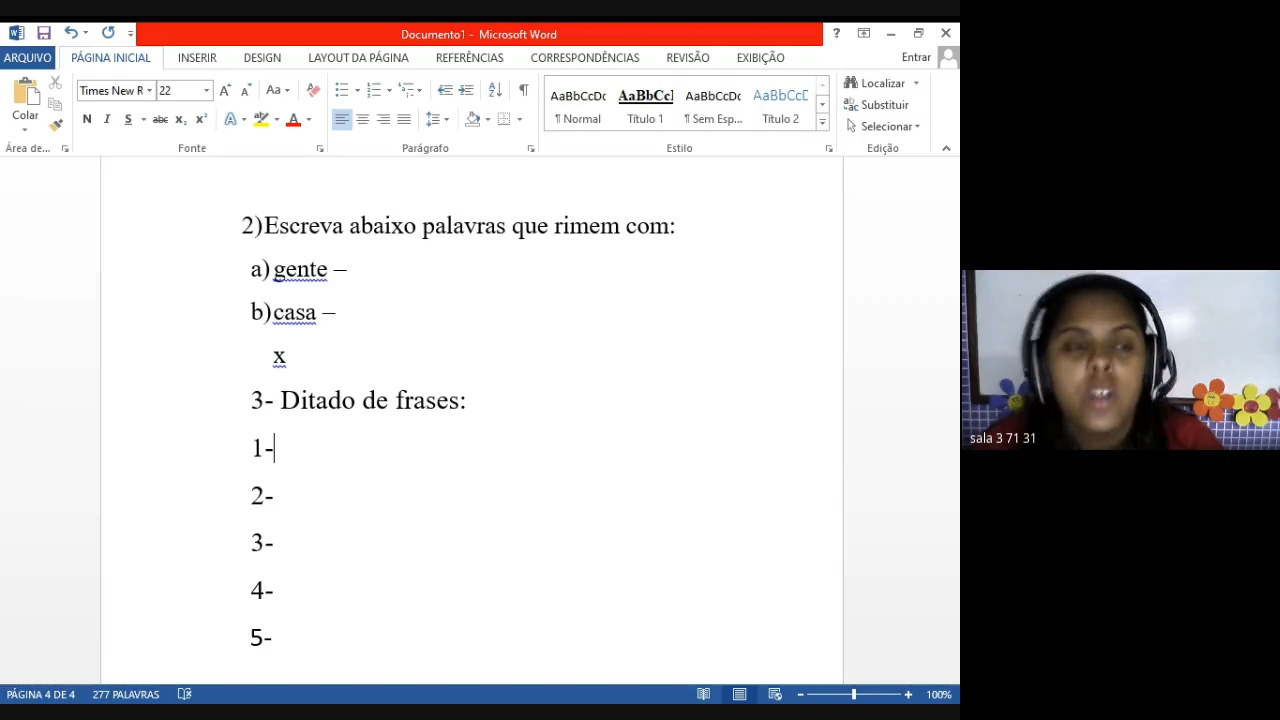 Documento1 - Microsoft Word
ARQUIVO PÁGINA INICIAL INSERIR DESIGN LAYOUT DA PÁGINA REFERÊNCIAS CORRESPONDÊNCIAS REVISÃO EXIBIÇÃO Entrar
Colar
Times New R 22
AaBbCcDc AaBbCcI AaBbCcDc AaBbCcD
¶ Normal Título 1 ¶ Sem Esp... Título 2
Localizar
Substituir
Selecionar
Área de... Fonte Parágrafo Estilo Edição
2)Escreva abaixo palavras que rimem com:
a) gente –
b) casa –
x
3- Ditado de frases:
1-
2-
3-
4-
5-
sala 3 71 31
PÁGINA 4 DE 4 277 PALAVRAS 100%